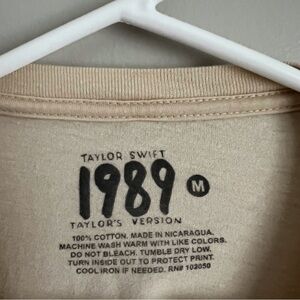 TAYLOR SWIFT
1989 M
TAYLOR'S VERSION
100% COTTON. MADE IN NICARAGUA.
MACHINE WASH WARM WITH LIKE COLORS.
DO NOT BLEACH. TUMBLE DRY LOW.
TURN INSIDE OUT TO PROTECT PRINT.
COOL IRON IF NEEDED. RN# 102050